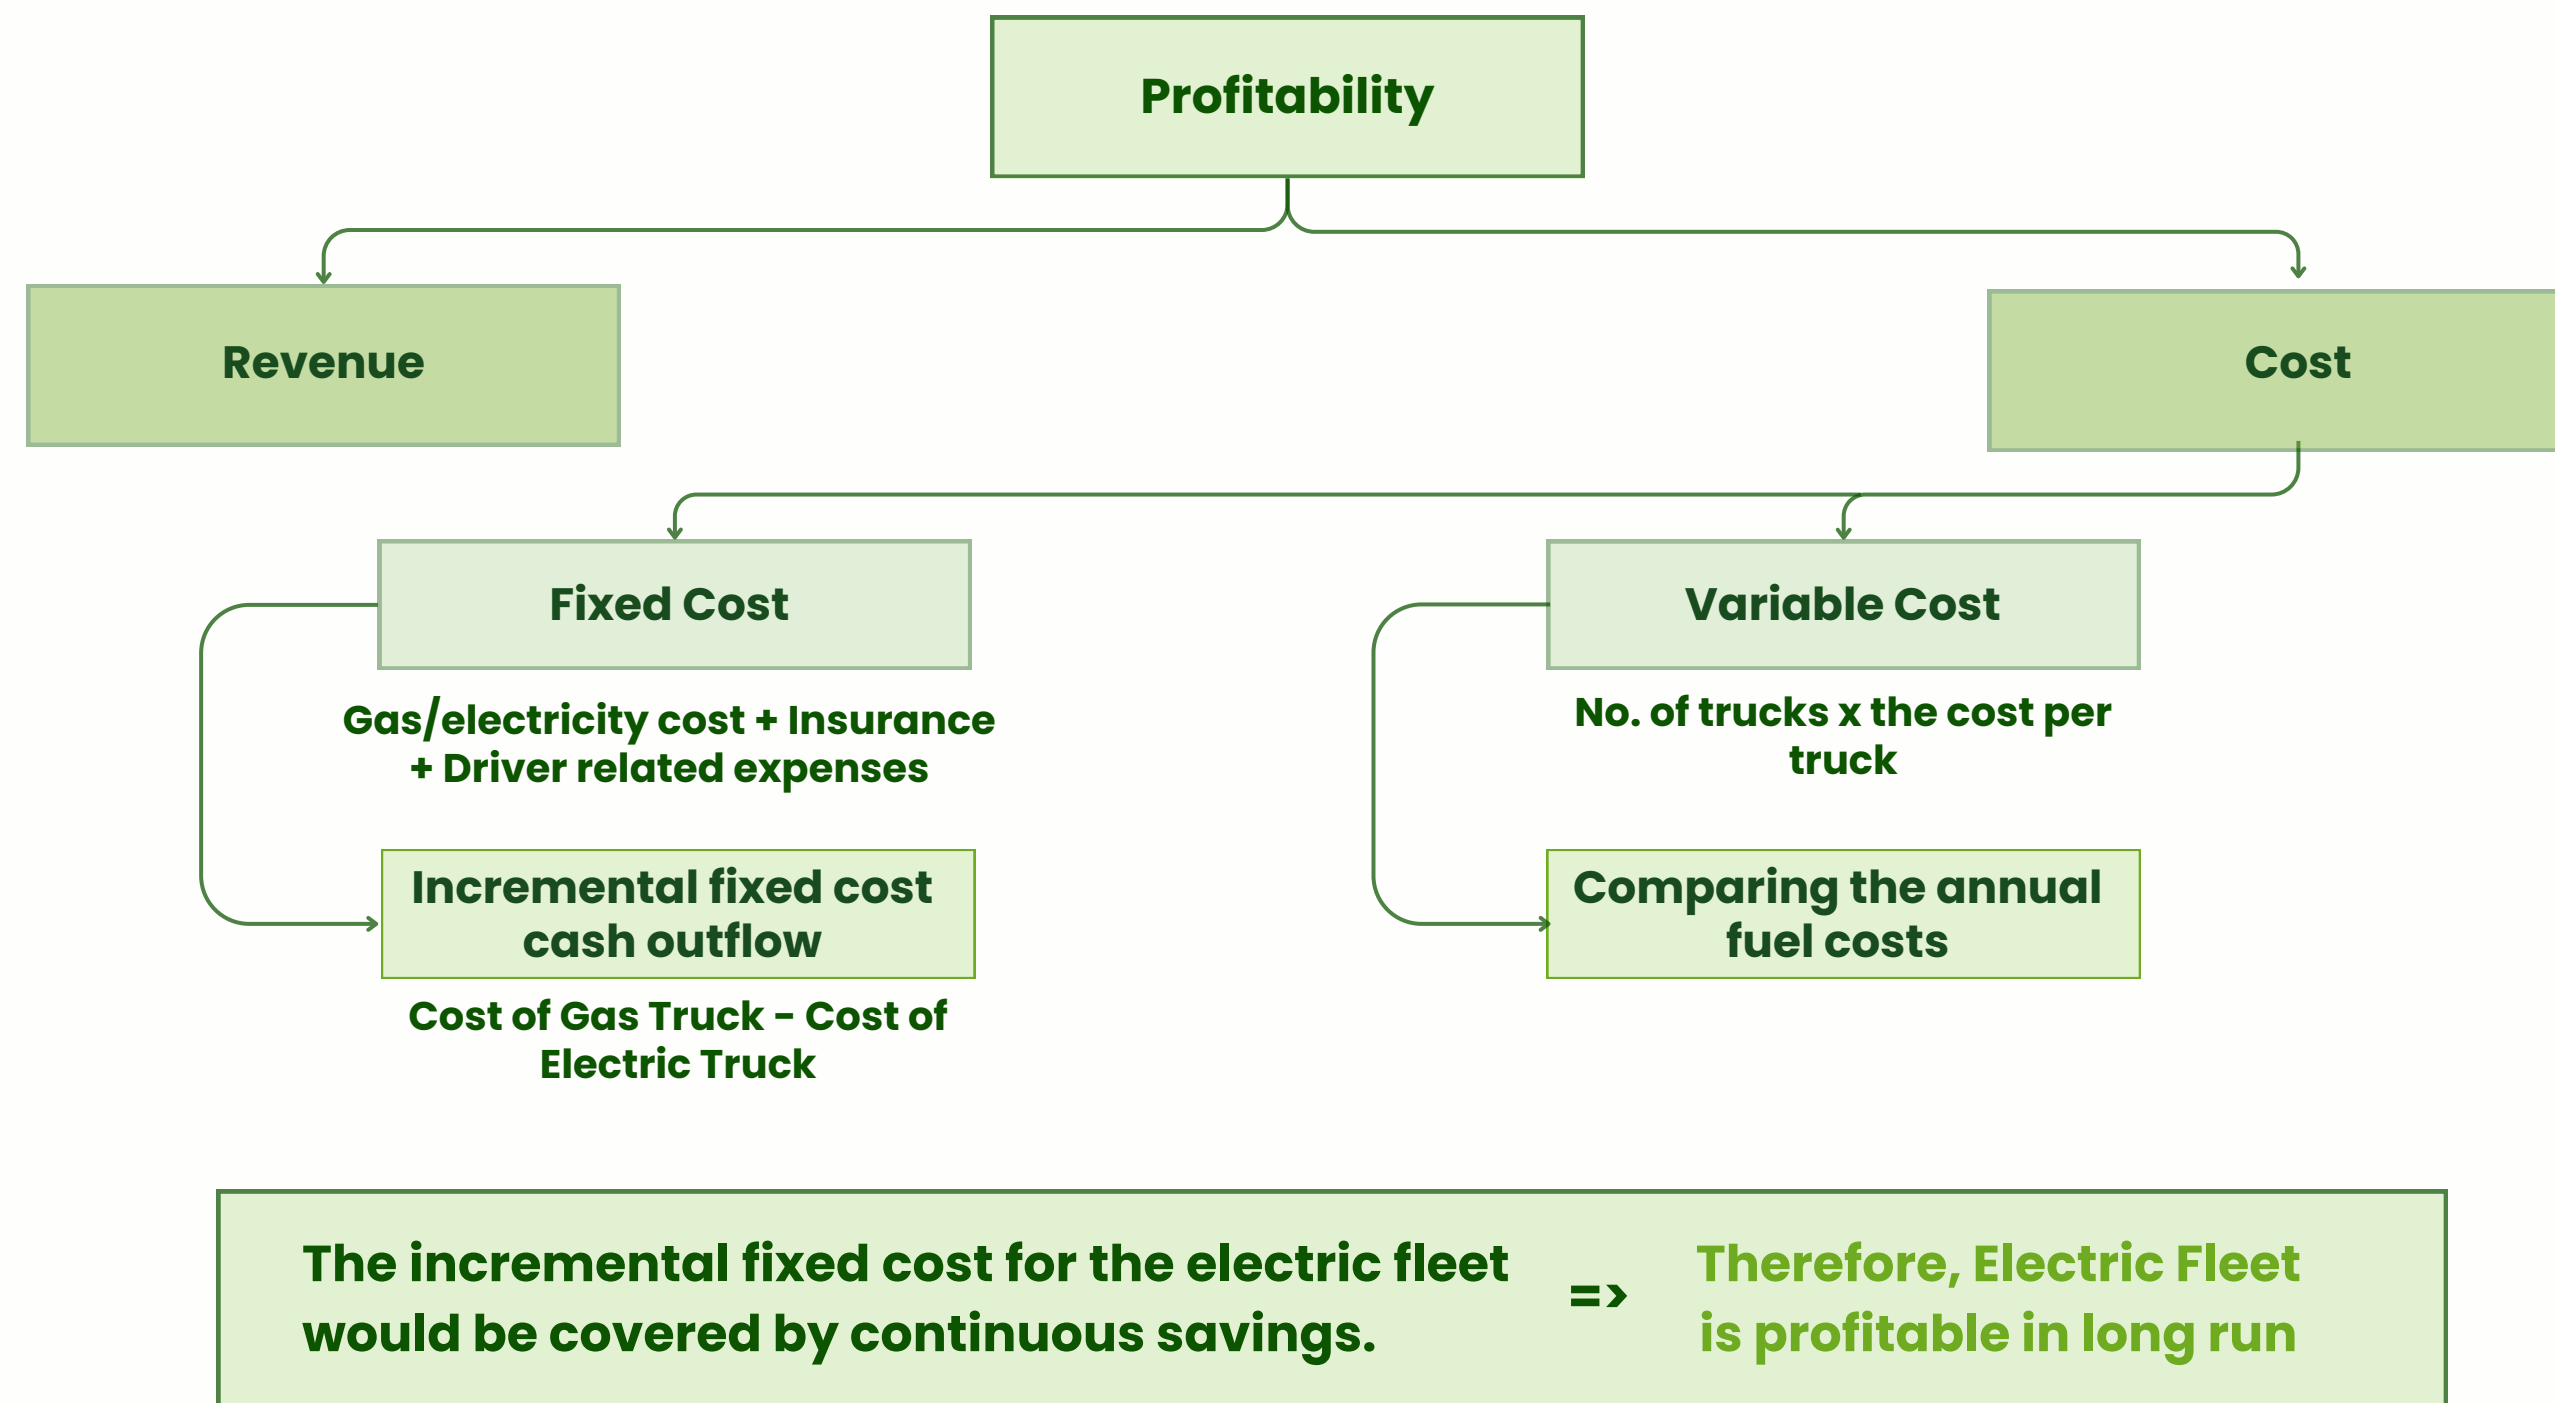 Profitability
Revenue
Cost
Fixed Cost
Variable Cost
Gas/electricity cost + Insurance
+ Driver related expenses
No. of trucks x the cost per
truck
Incremental fixed cost
cash outflow
Comparing the annual
fuel costs
Cost of Gas Truck - Cost of
Electric Truck
The incremental fixed cost for the electric fleet
would be covered by continuous savings.
=>
Therefore, Electric Fleet
is profitable in long run